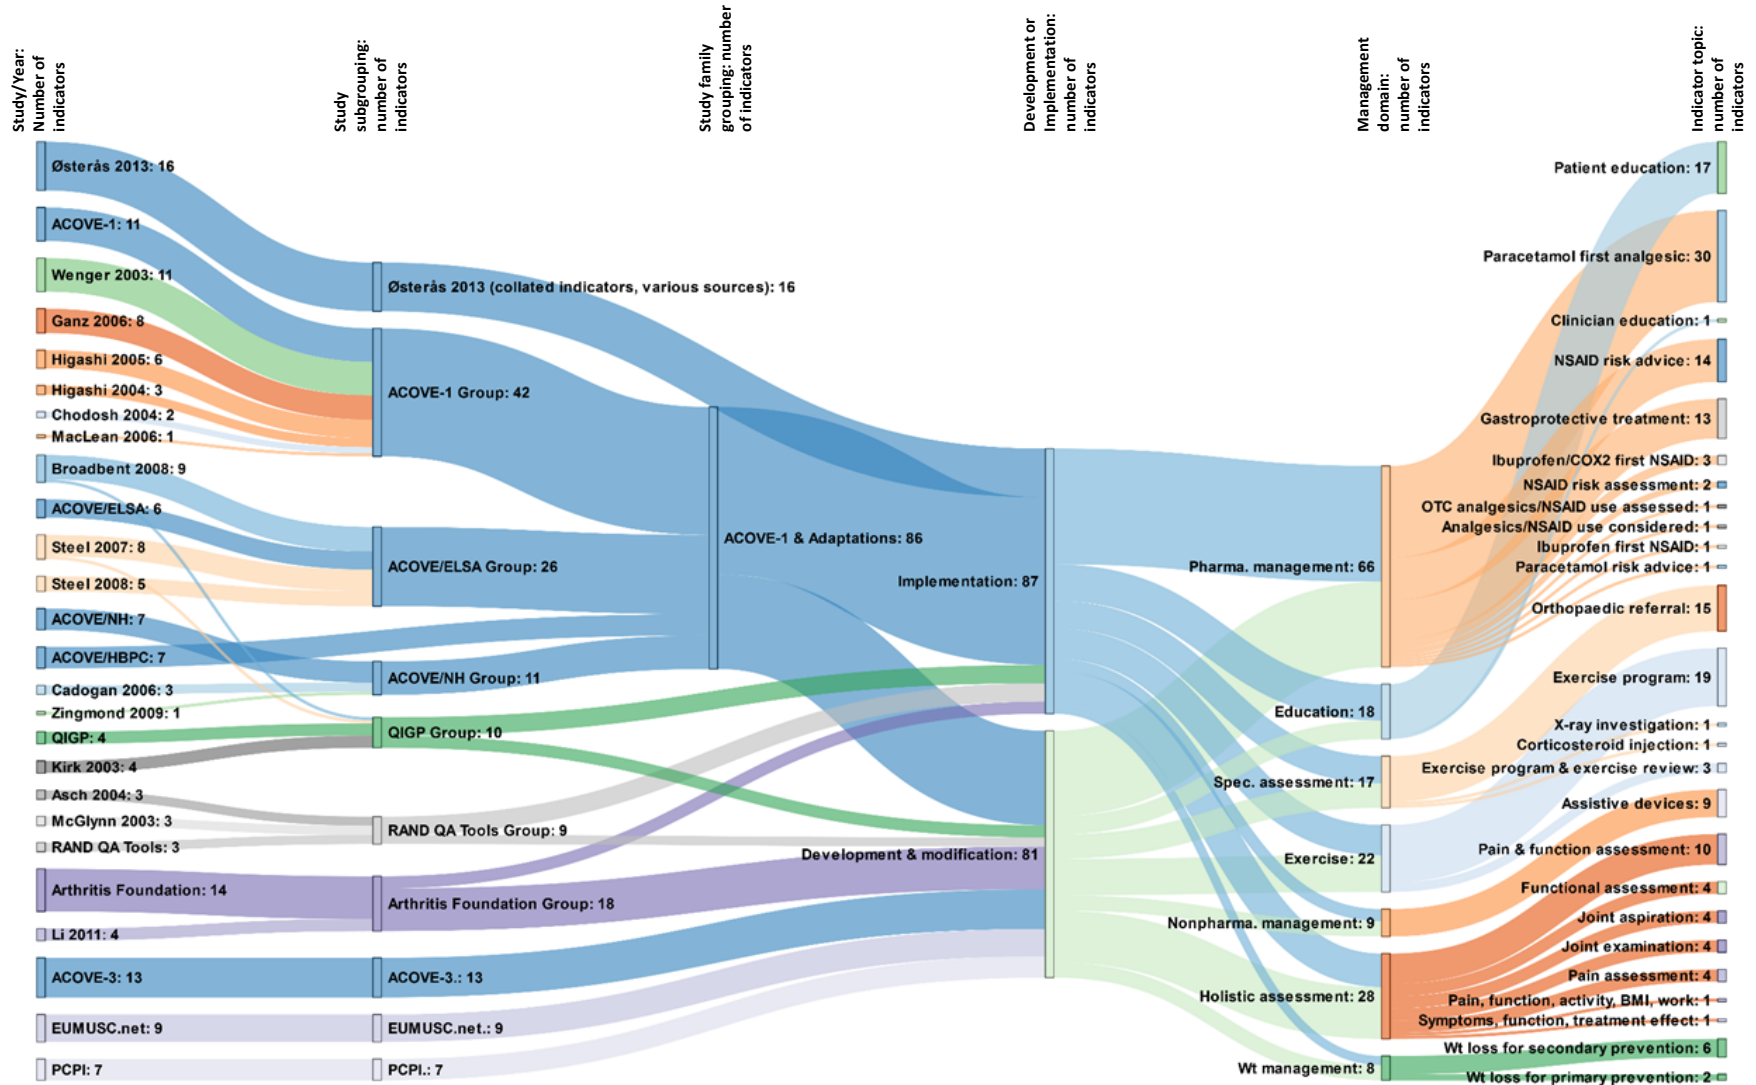 Study/Year:
Number of
indicators
Study
subgrouping:
number of
indicators
Study family
grouping: number
of indicators
Development or
Implementation:
number of
indicators
Management
domain:
number of
indicators
Indicator topic:
number of
indicators
Østerås 2013: 16
ACOVE-1: 11
Wenger 2003: 11
Ganz 2006: 8
Higashi 2005: 6
Higashi 2004: 3
Chodosh 2004: 2
MacLean 2006: 1
Broadbent 2008: 9
ACOVE/ELSA: 6
Steel 2007: 8
Steel 2008: 5
ACOVE/NH: 7
ACOVE/HBPC: 7
Cadogan 2006: 3
Zingmond 2009: 1
QIGP: 4
Kirk 2003: 4
Asch 2004: 3
McGlynn 2003: 3
RAND QA Tools: 3
Arthritis Foundation: 14
Li 2011: 4
ACOVE-3: 13
EUMUSC.net: 9
PCPI: 7
Østerås 2013 (collated indicators, various sources): 16
ACOVE-1 Group: 42
ACOVE/ELSA Group: 26
ACOVE/NH Group: 11
QIGP Group: 10
RAND QA Tools Group: 9
Arthritis Foundation Group: 18
ACOVE-3.: 13
EUMUSC.net.: 9
PCPI.: 7
ACOVE-1 & Adaptations: 86
Implementation: 87
Development & modification: 81
Pharma. management: 66
Education: 18
Spec. assessment: 17
Exercise: 22
Nonpharma. management: 9
Holistic assessment: 28
Wt management: 8
Patient education: 17
Paracetamol first analgesic: 30
Clinician education: 1
NSAID risk advice: 14
Gastroprotective treatment: 13
Ibuprofen/COX2 first NSAID: 3
NSAID risk assessment: 2
OTC analgesics/NSAID use assessed: 1
Analgesics/NSAID use considered: 1
Ibuprofen first NSAID: 1
Paracetamol risk advice: 1
Orthopaedic referral: 15
Exercise program: 19
X-ray investigation: 1
Corticosteroid injection: 1
Exercise program & exercise review: 3
Assistive devices: 9
Pain & function assessment: 10
Functional assessment: 4
Joint aspiration: 4
Joint examination: 4
Pain assessment: 4
Pain, function, activity, BMI, work: 1
Symptoms, function, treatment effect: 1
Wt loss for secondary prevention: 6
Wt loss for primary prevention: 2